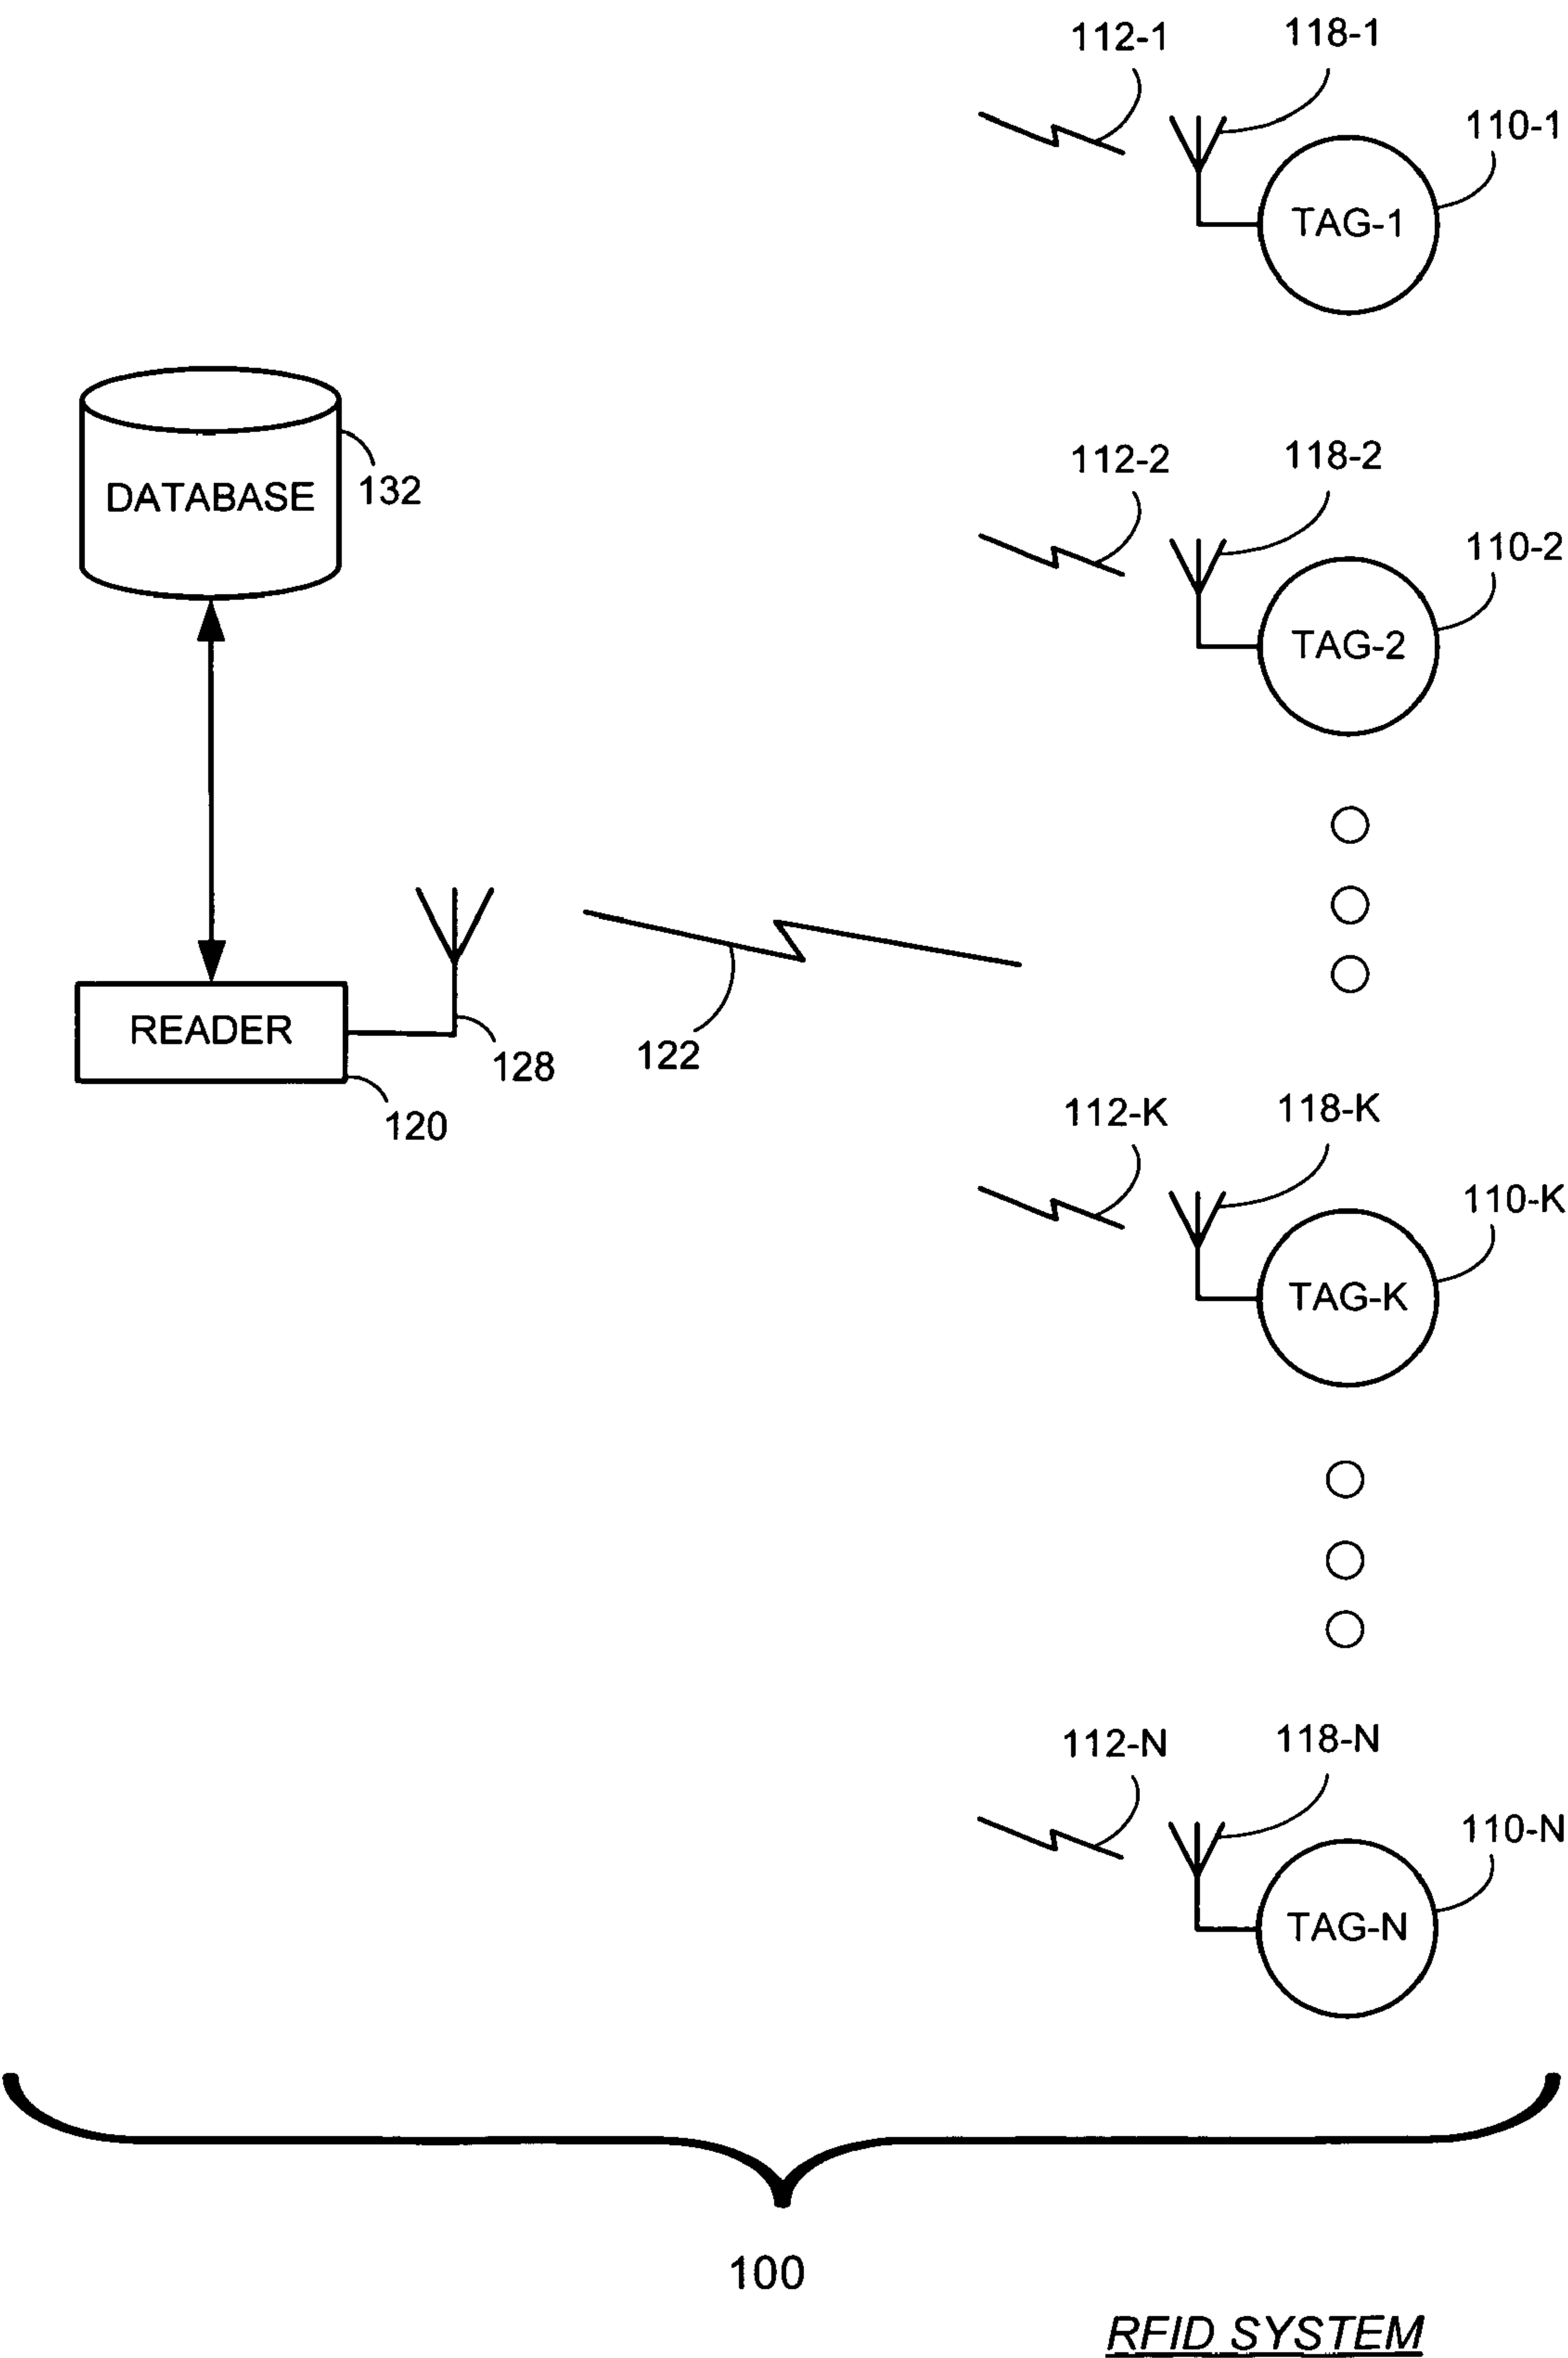 112-1
118-1
110-1
TAG-1
DATABASE
132
112-2
118-2
110-2
TAG-2
READER
128
120
122
112-K
118-K
110-K
TAG-K
112-N
118-N
110-N
TAG-N
100
RFID SYSTEM